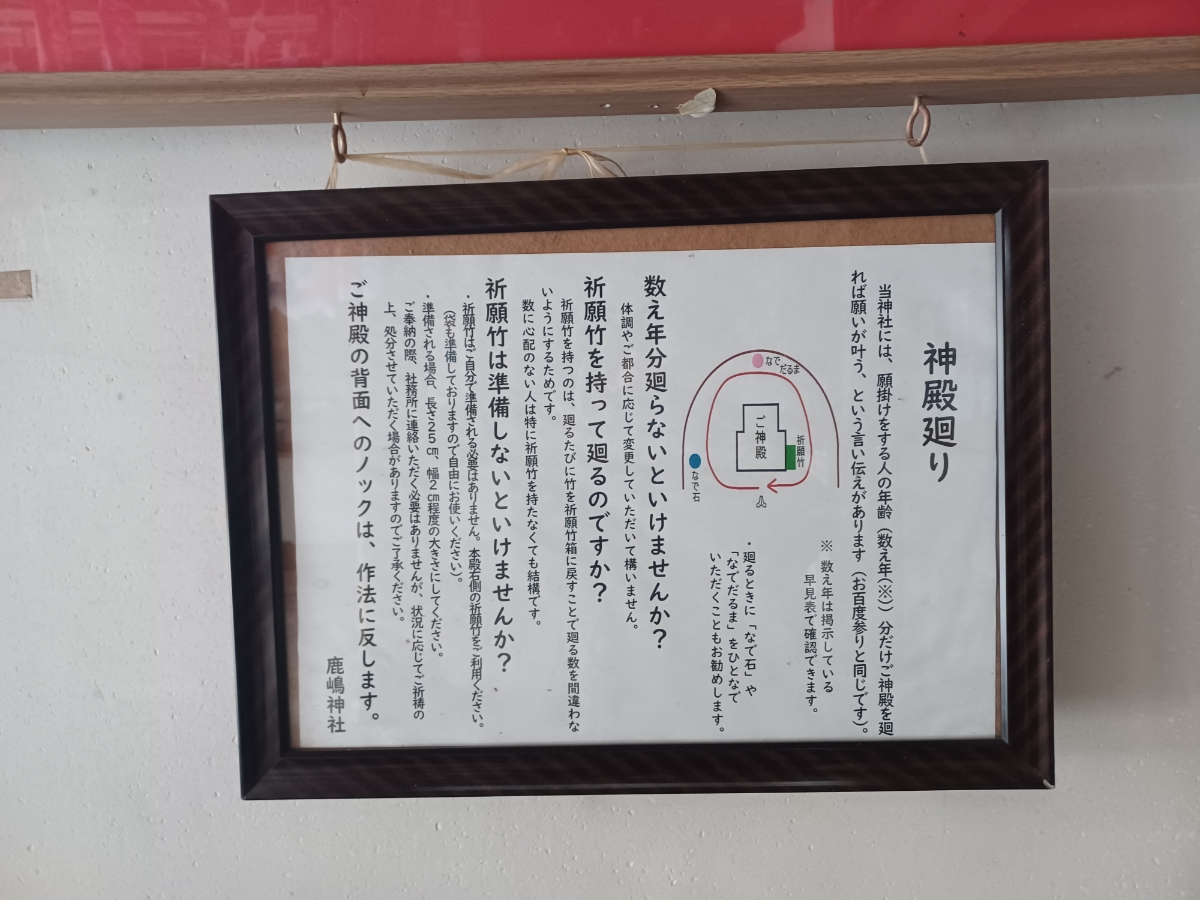 神殿廻り
当神社には、願掛けをする人の年齢（数え年(※)）分だけご神殿を廻
れば願いが叶う、という言い伝えがあります（お百度参りと同じです）。
※ 数え年は掲示している
早見表で確認できます。
なで
だるま
ご神殿
祈願竹
なで石
・廻るときに「なで石」や
「なでだるま」をひとなで
いただくこともお勧めします。
数え年分廻らないといけませんか？
体調やご都合に応じて変更していただいて構いません。
祈願竹を持って廻るのですか？
祈願竹を持つのは、廻るたびに竹を祈願竹箱に戻すことで廻る数を間違わな
いようにするためです。
数に心配のない人は特に祈願竹を持たなくても結構です。
祈願竹は準備しないといけませんか？
・祈願竹はご自分で準備される必要はありません。本殿右側の祈願竹をご利用ください。
（袋も準備しておりますので自由にお使いください）。
・準備される場合、長さ２５㎝、幅２㎝程度の大きさにしてください。
ご奉納の際、社務所に連絡いただく必要はありませんが、状況に応じてご祈祷の
上、処分させていただく場合がありますのでご了承ください。
ご神殿の背面へのノックは、作法に反します。
鹿嶋神社